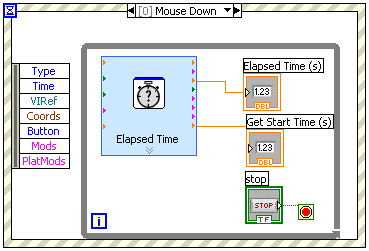 [0] Mouse Down
Type
Time
VIRef
Coords
Button
Mods
PlatMods
?
Elapsed Time
Elapsed Time (s)
1.23
DBL
Get Start Time (s)
1.23
DBL
stop
STOP
TF
i